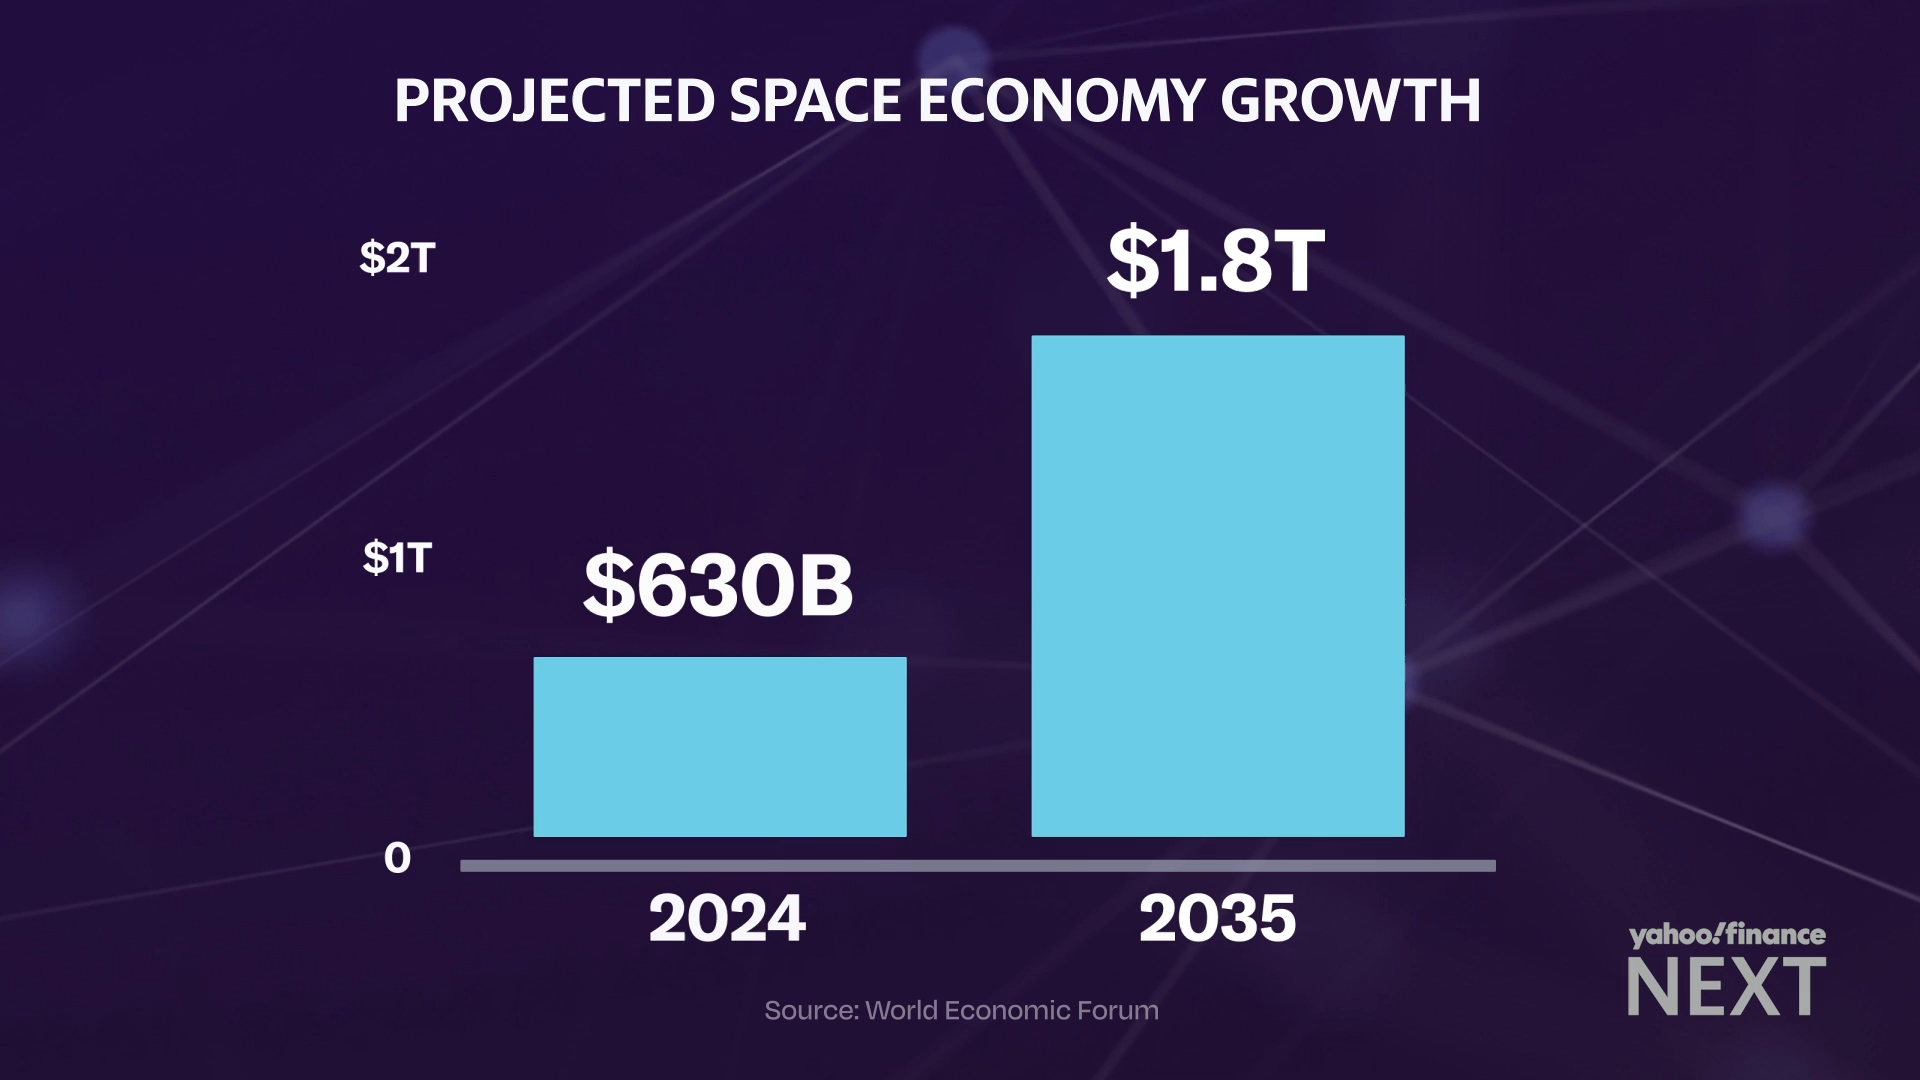 PROJECTED SPACE ECONOMY GROWTH
$2T
$1.8T
$1T
$630B
0
2024
2035
yahoo!finance
NEXT
Source: World Economic Forum